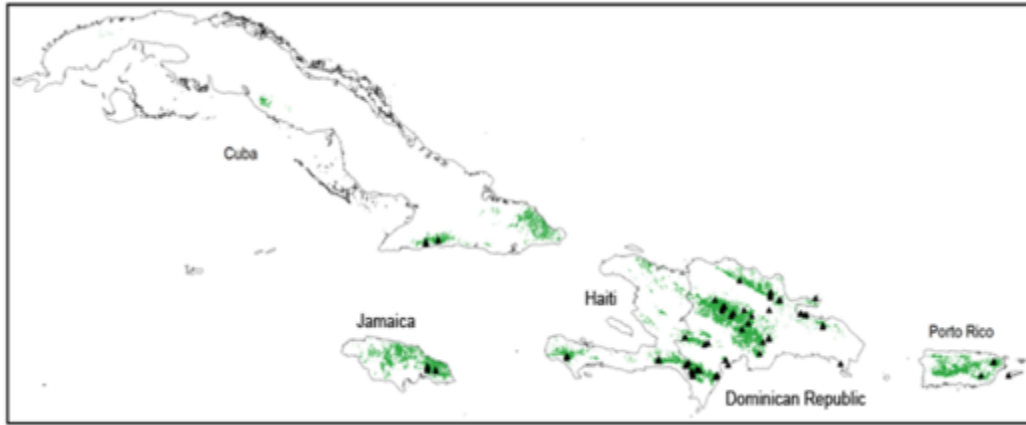 Cuba
Haiti
Jamaica
Porto Rico
Dominican Republic